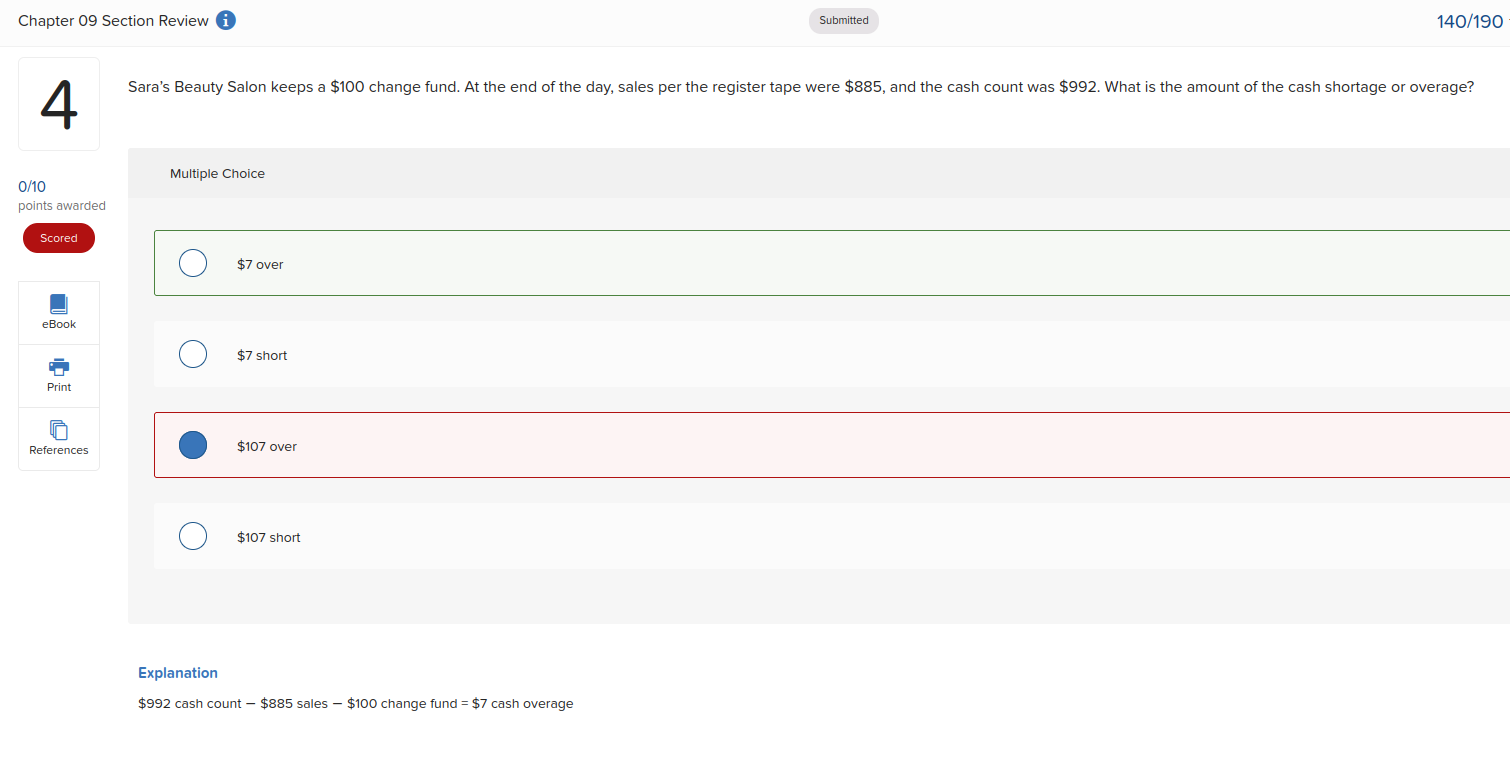 Chapter 09 Section Review i
Submitted
140/190
4
Sara’s Beauty Salon keeps a $100 change fund. At the end of the day, sales per the register tape were $885, and the cash count was $992. What is the amount of the cash shortage or overage?
0/10
points awarded
Scored
eBook
Print
References
Multiple Choice
$7 over
$7 short
$107 over
$107 short
Explanation
$992 cash count − $885 sales − $100 change fund = $7 cash overage